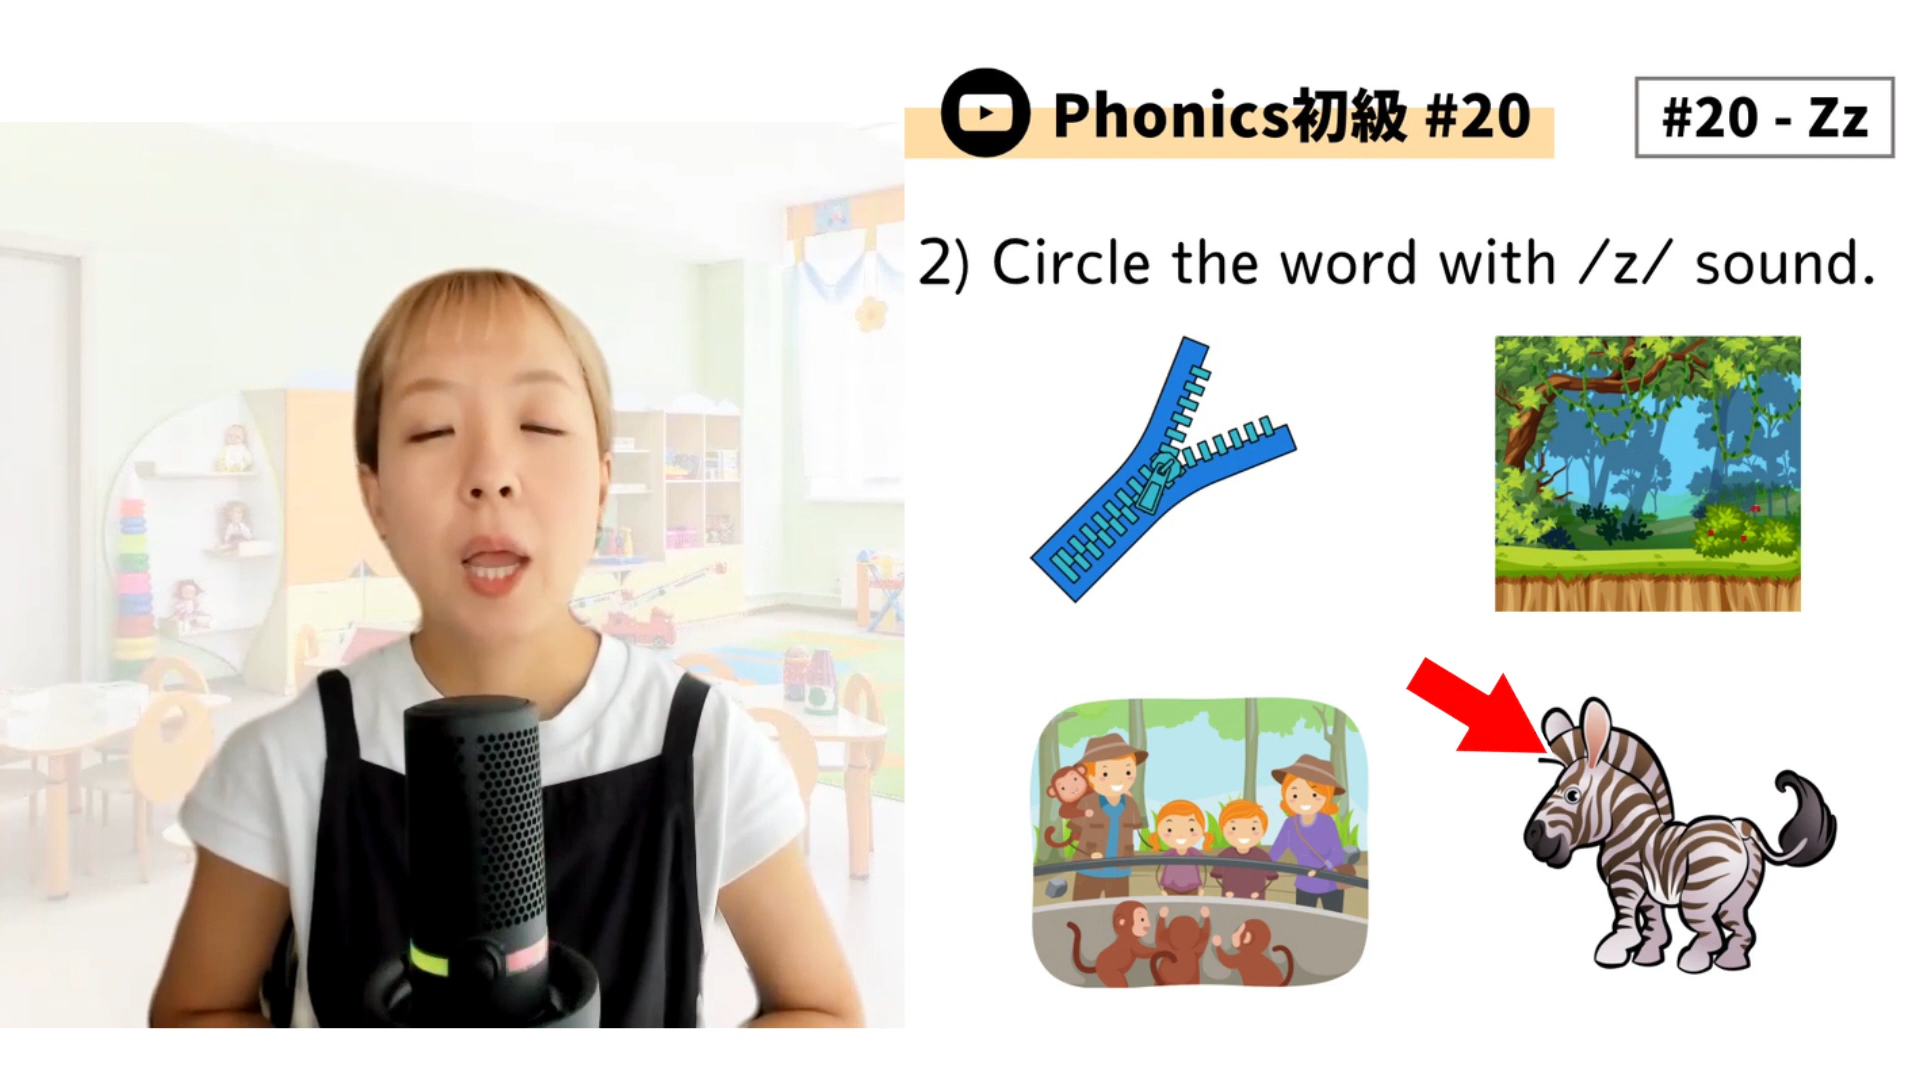 Phonics初級 #20
#20 - Zz
2) Circle the word with /z/ sound.